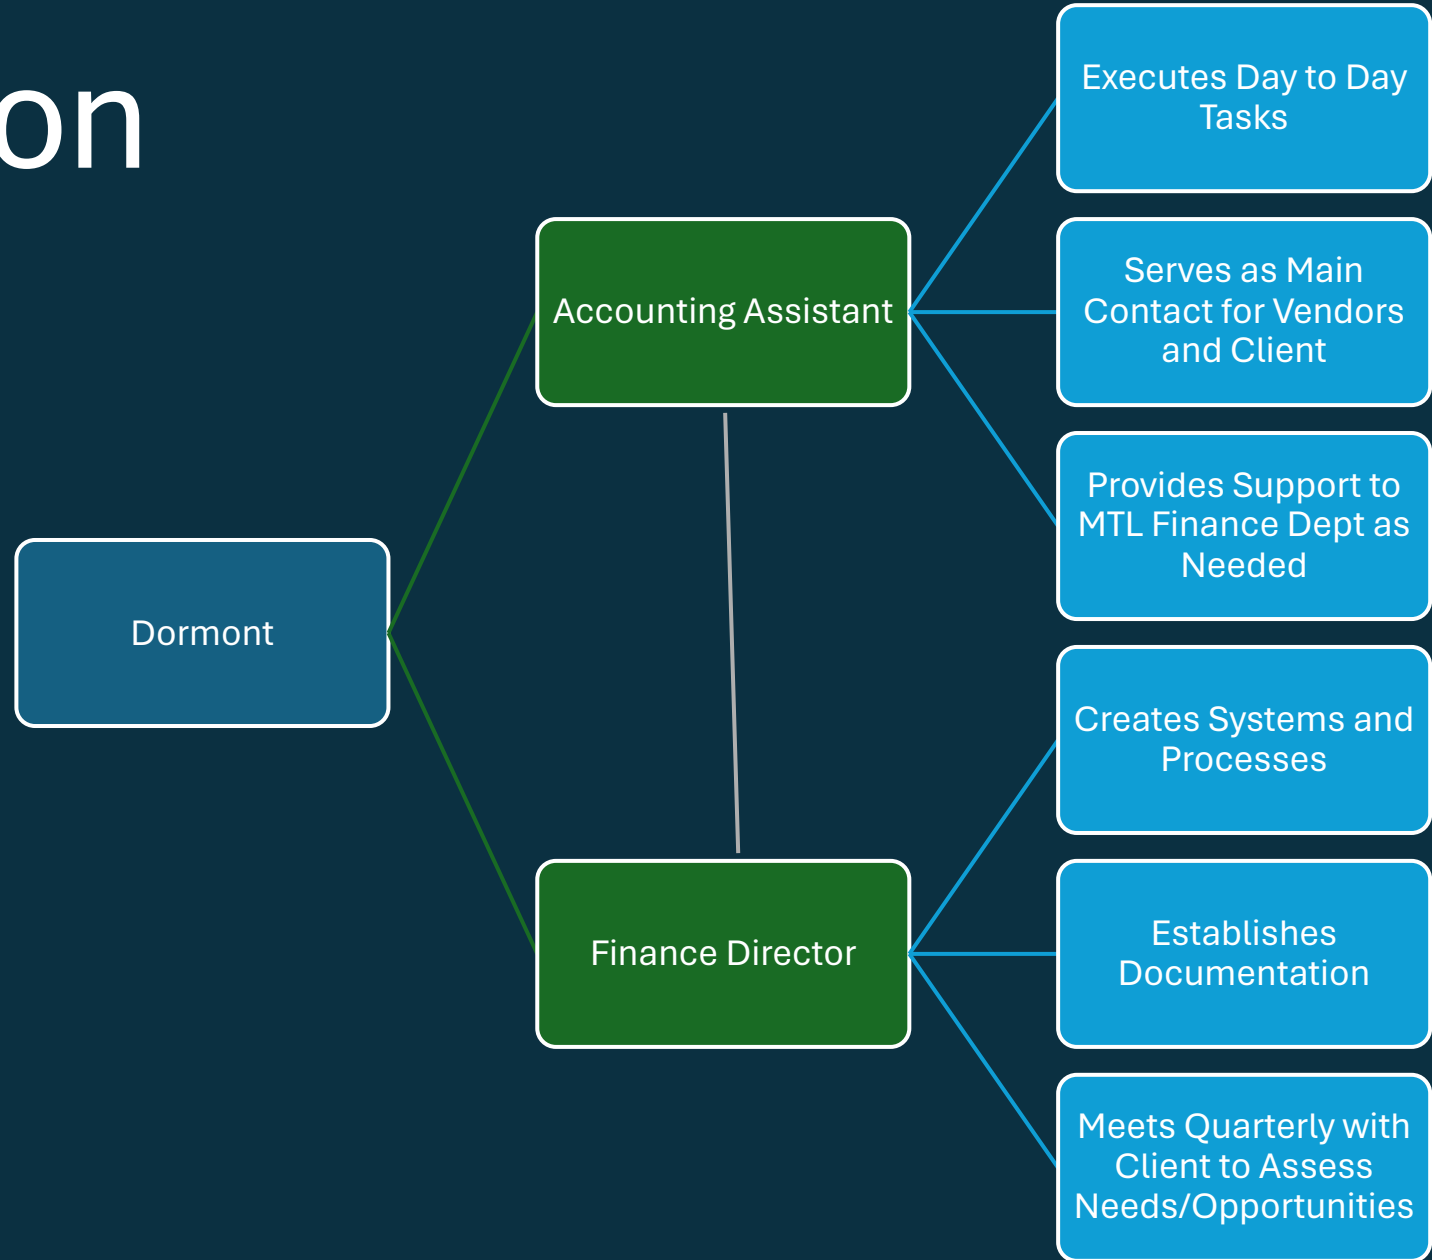 on
Executes Day to Day
Tasks
Accounting Assistant
Serves as Main
Contact for Vendors
and Client
Provides Support to
MTL Finance Dept as
Needed
Dormont
Creates Systems and
Processes
Finance Director
Establishes
Documentation
Meets Quarterly with
Client to Assess
Needs/Opportunities